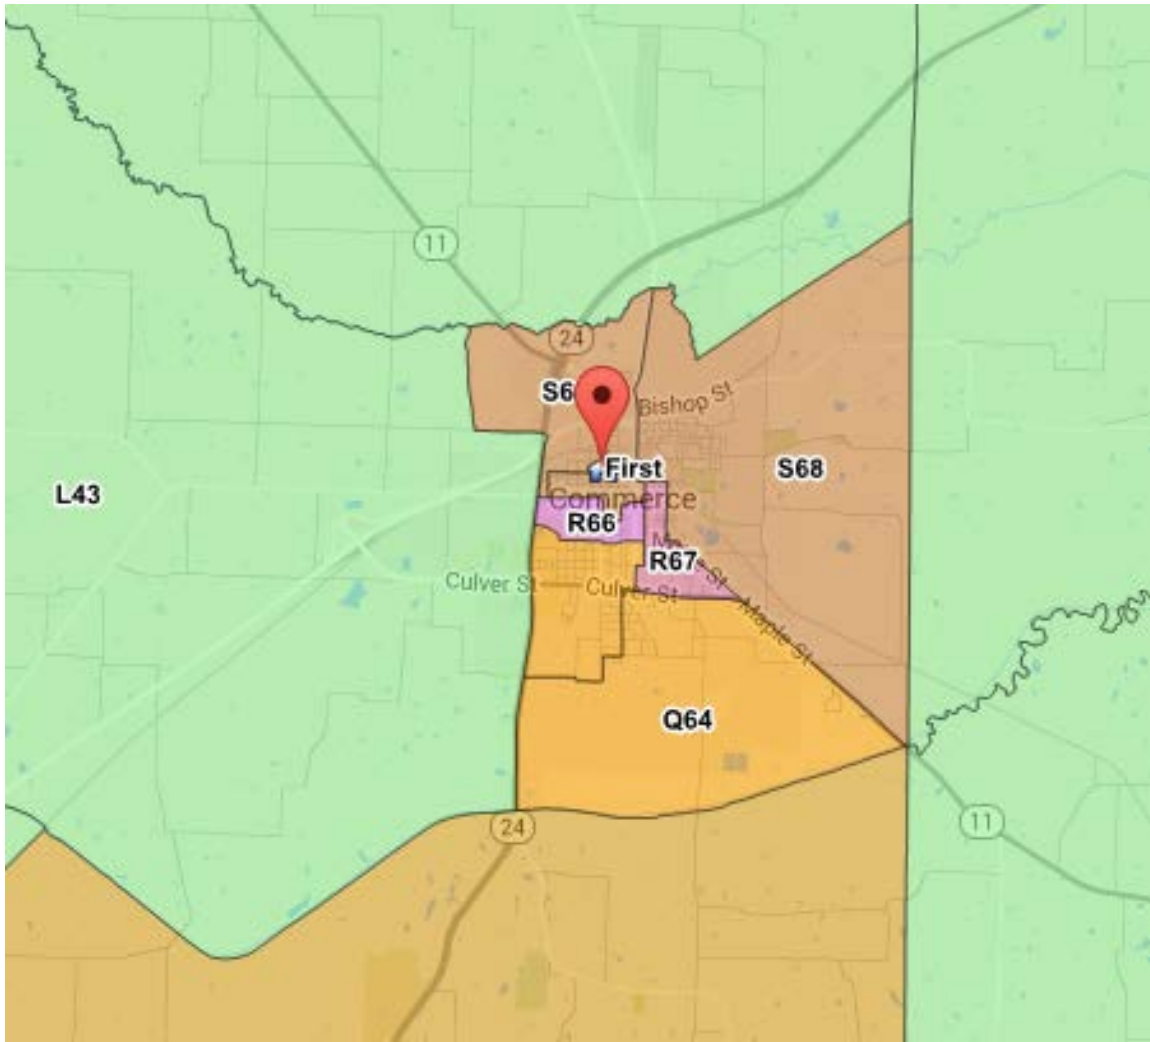 11
24
S6
Bishop St
First
S68
L43
Commerce
R66
R67
Culver St
Culver St
Maple St
Q64
24
11